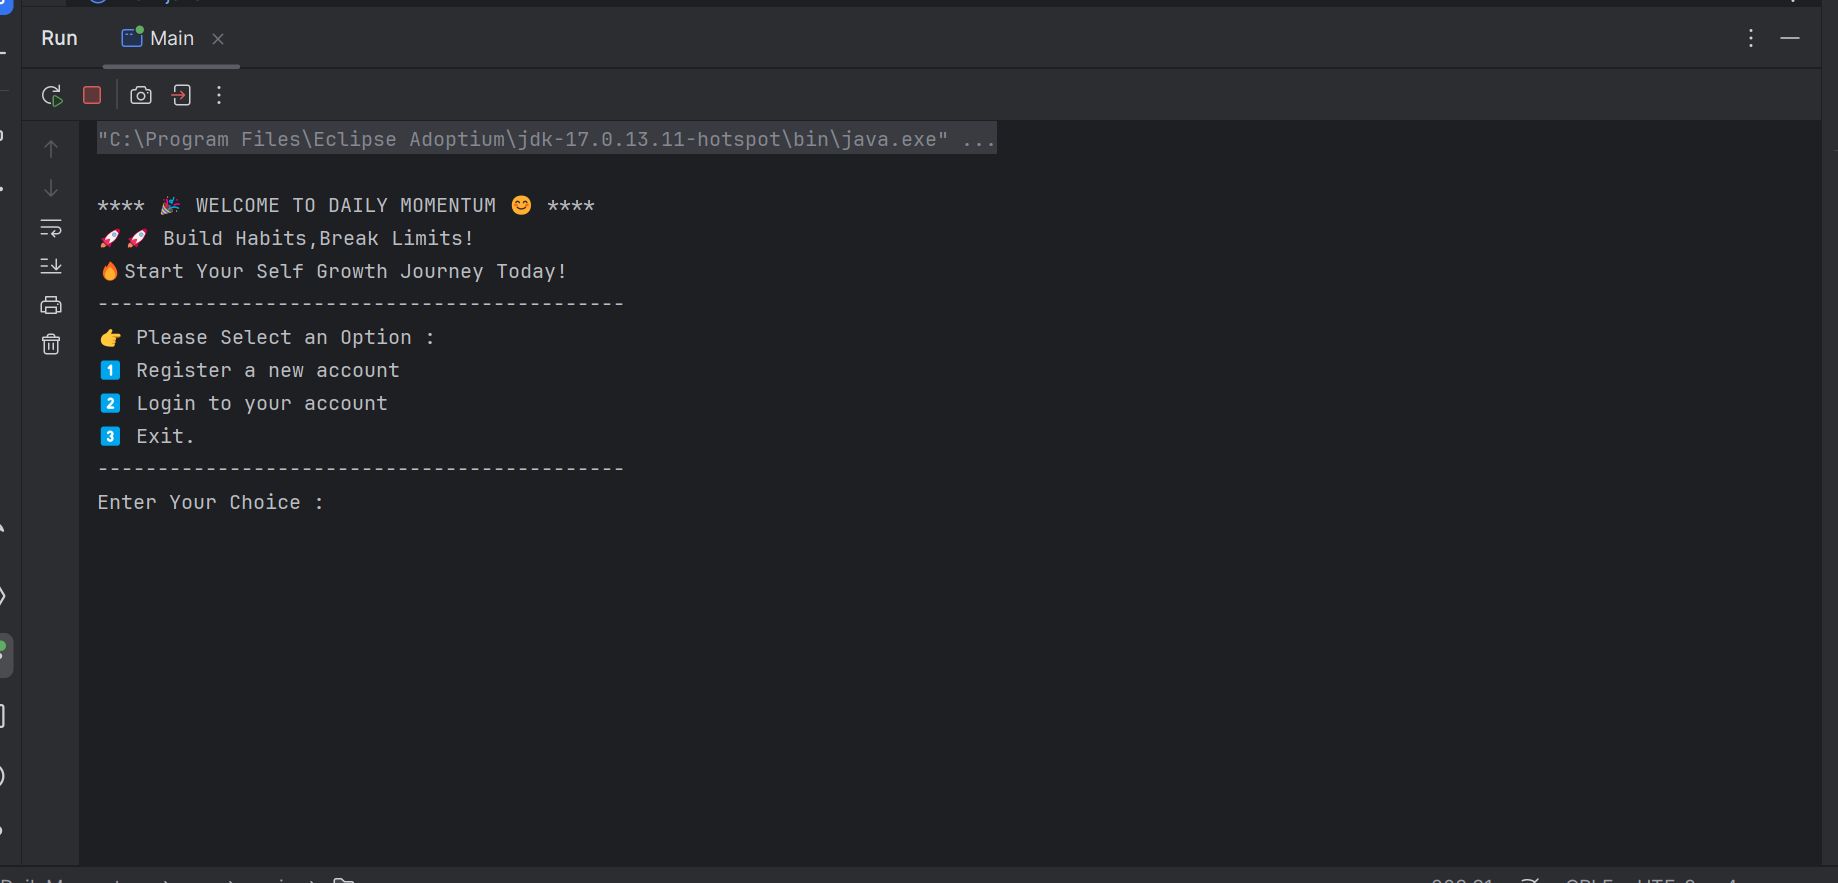 Run Main
"C:\Program Files\Eclipse Adoptium\jdk-17.0.13.11-hotspot\bin\java.exe" ...
**** 🎉 WELCOME TO DAILY MOMENTUM 😊 ****
🚀🚀 Build Habits,Break Limits!
🔥Start Your Self Growth Journey Today!
--------------------------------------------
👉 Please Select an Option :
1️⃣ Register a new account
2️⃣ Login to your account
3️⃣ Exit.
--------------------------------------------
Enter Your Choice :